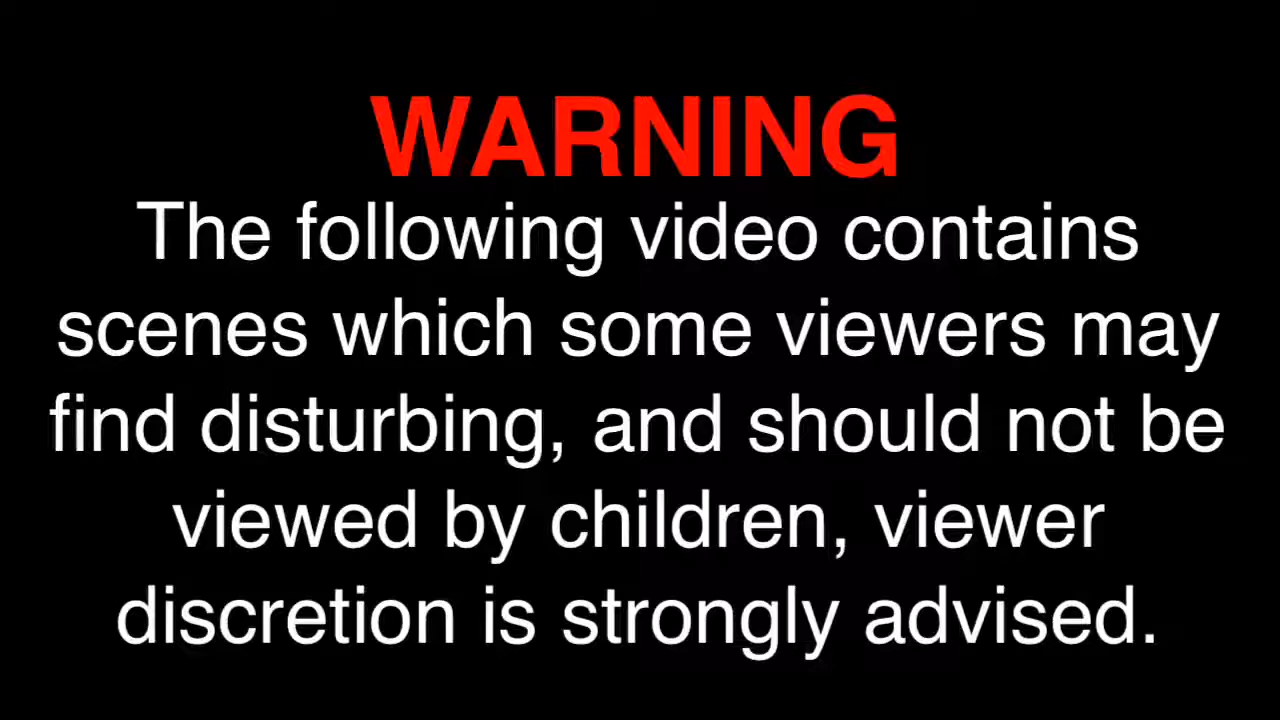 WARNING
The following video contains
scenes which some viewers may
find disturbing, and should not be
viewed by children, viewer
discretion is strongly advised.